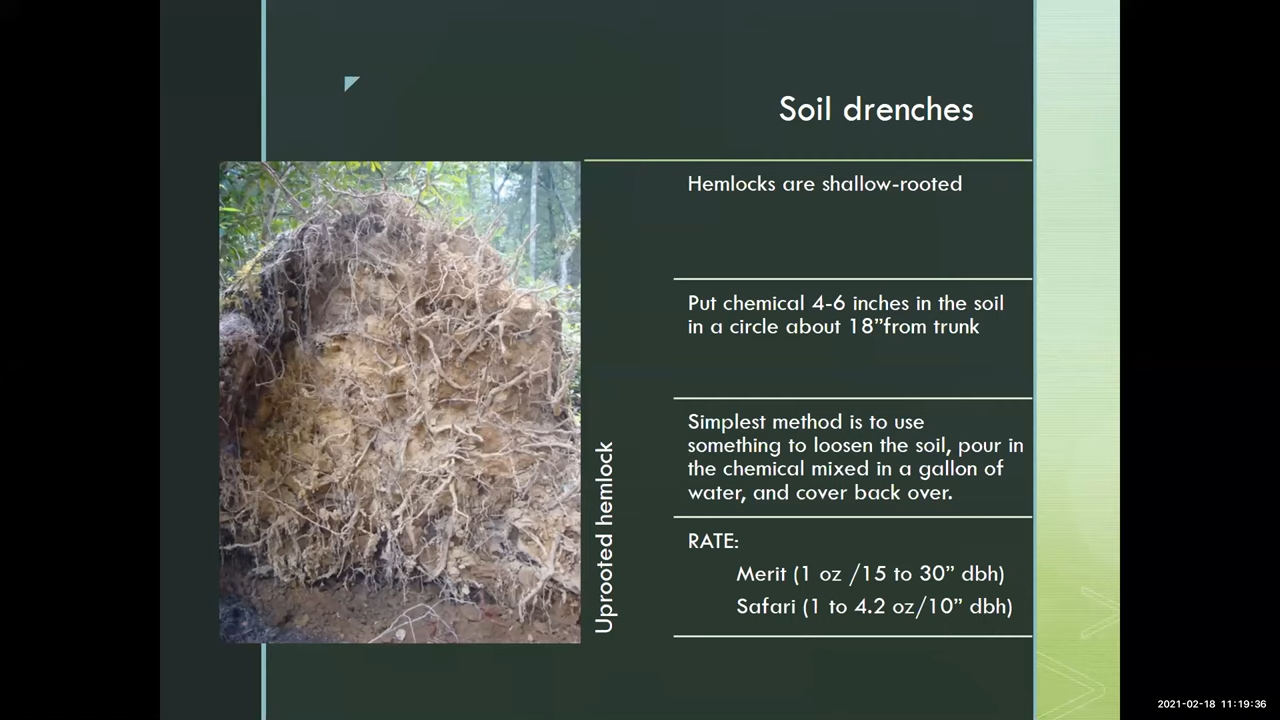 Soil drenches
Hemlocks are shallow-rooted
Put chemical 4-6 inches in the soil
in a circle about 18”from trunk
Simplest method is to use
something to loosen the soil, pour in
the chemical mixed in a gallon of
water, and cover back over.
RATE:
Merit (1 oz /15 to 30” dbh)
Safari (1 to 4.2 oz/10” dbh)
Uprooted hemlock
2021-02-18 11:19:36